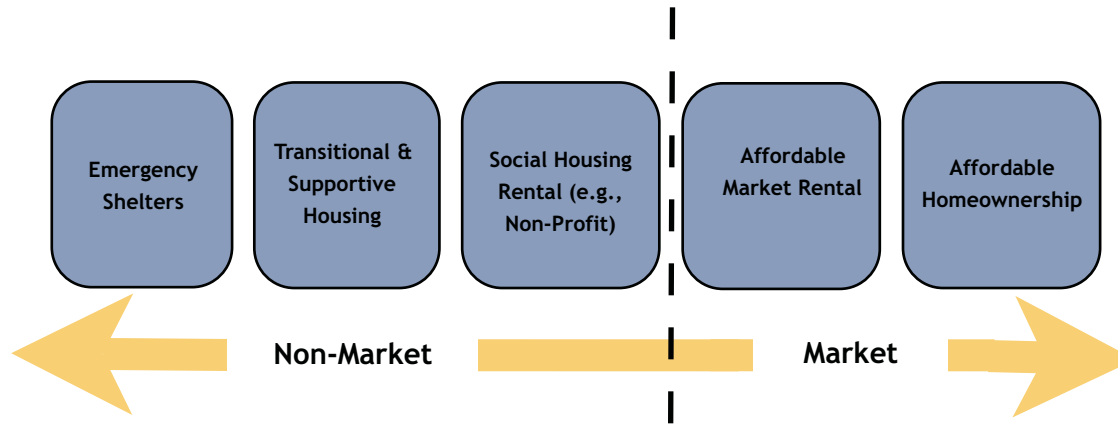 Emergency
Shelters
Transitional &
Supportive
Housing
Social Housing
Rental (e.g.,
Non-Profit)
Affordable
Market Rental
Affordable
Homeownership
Non-Market
Market